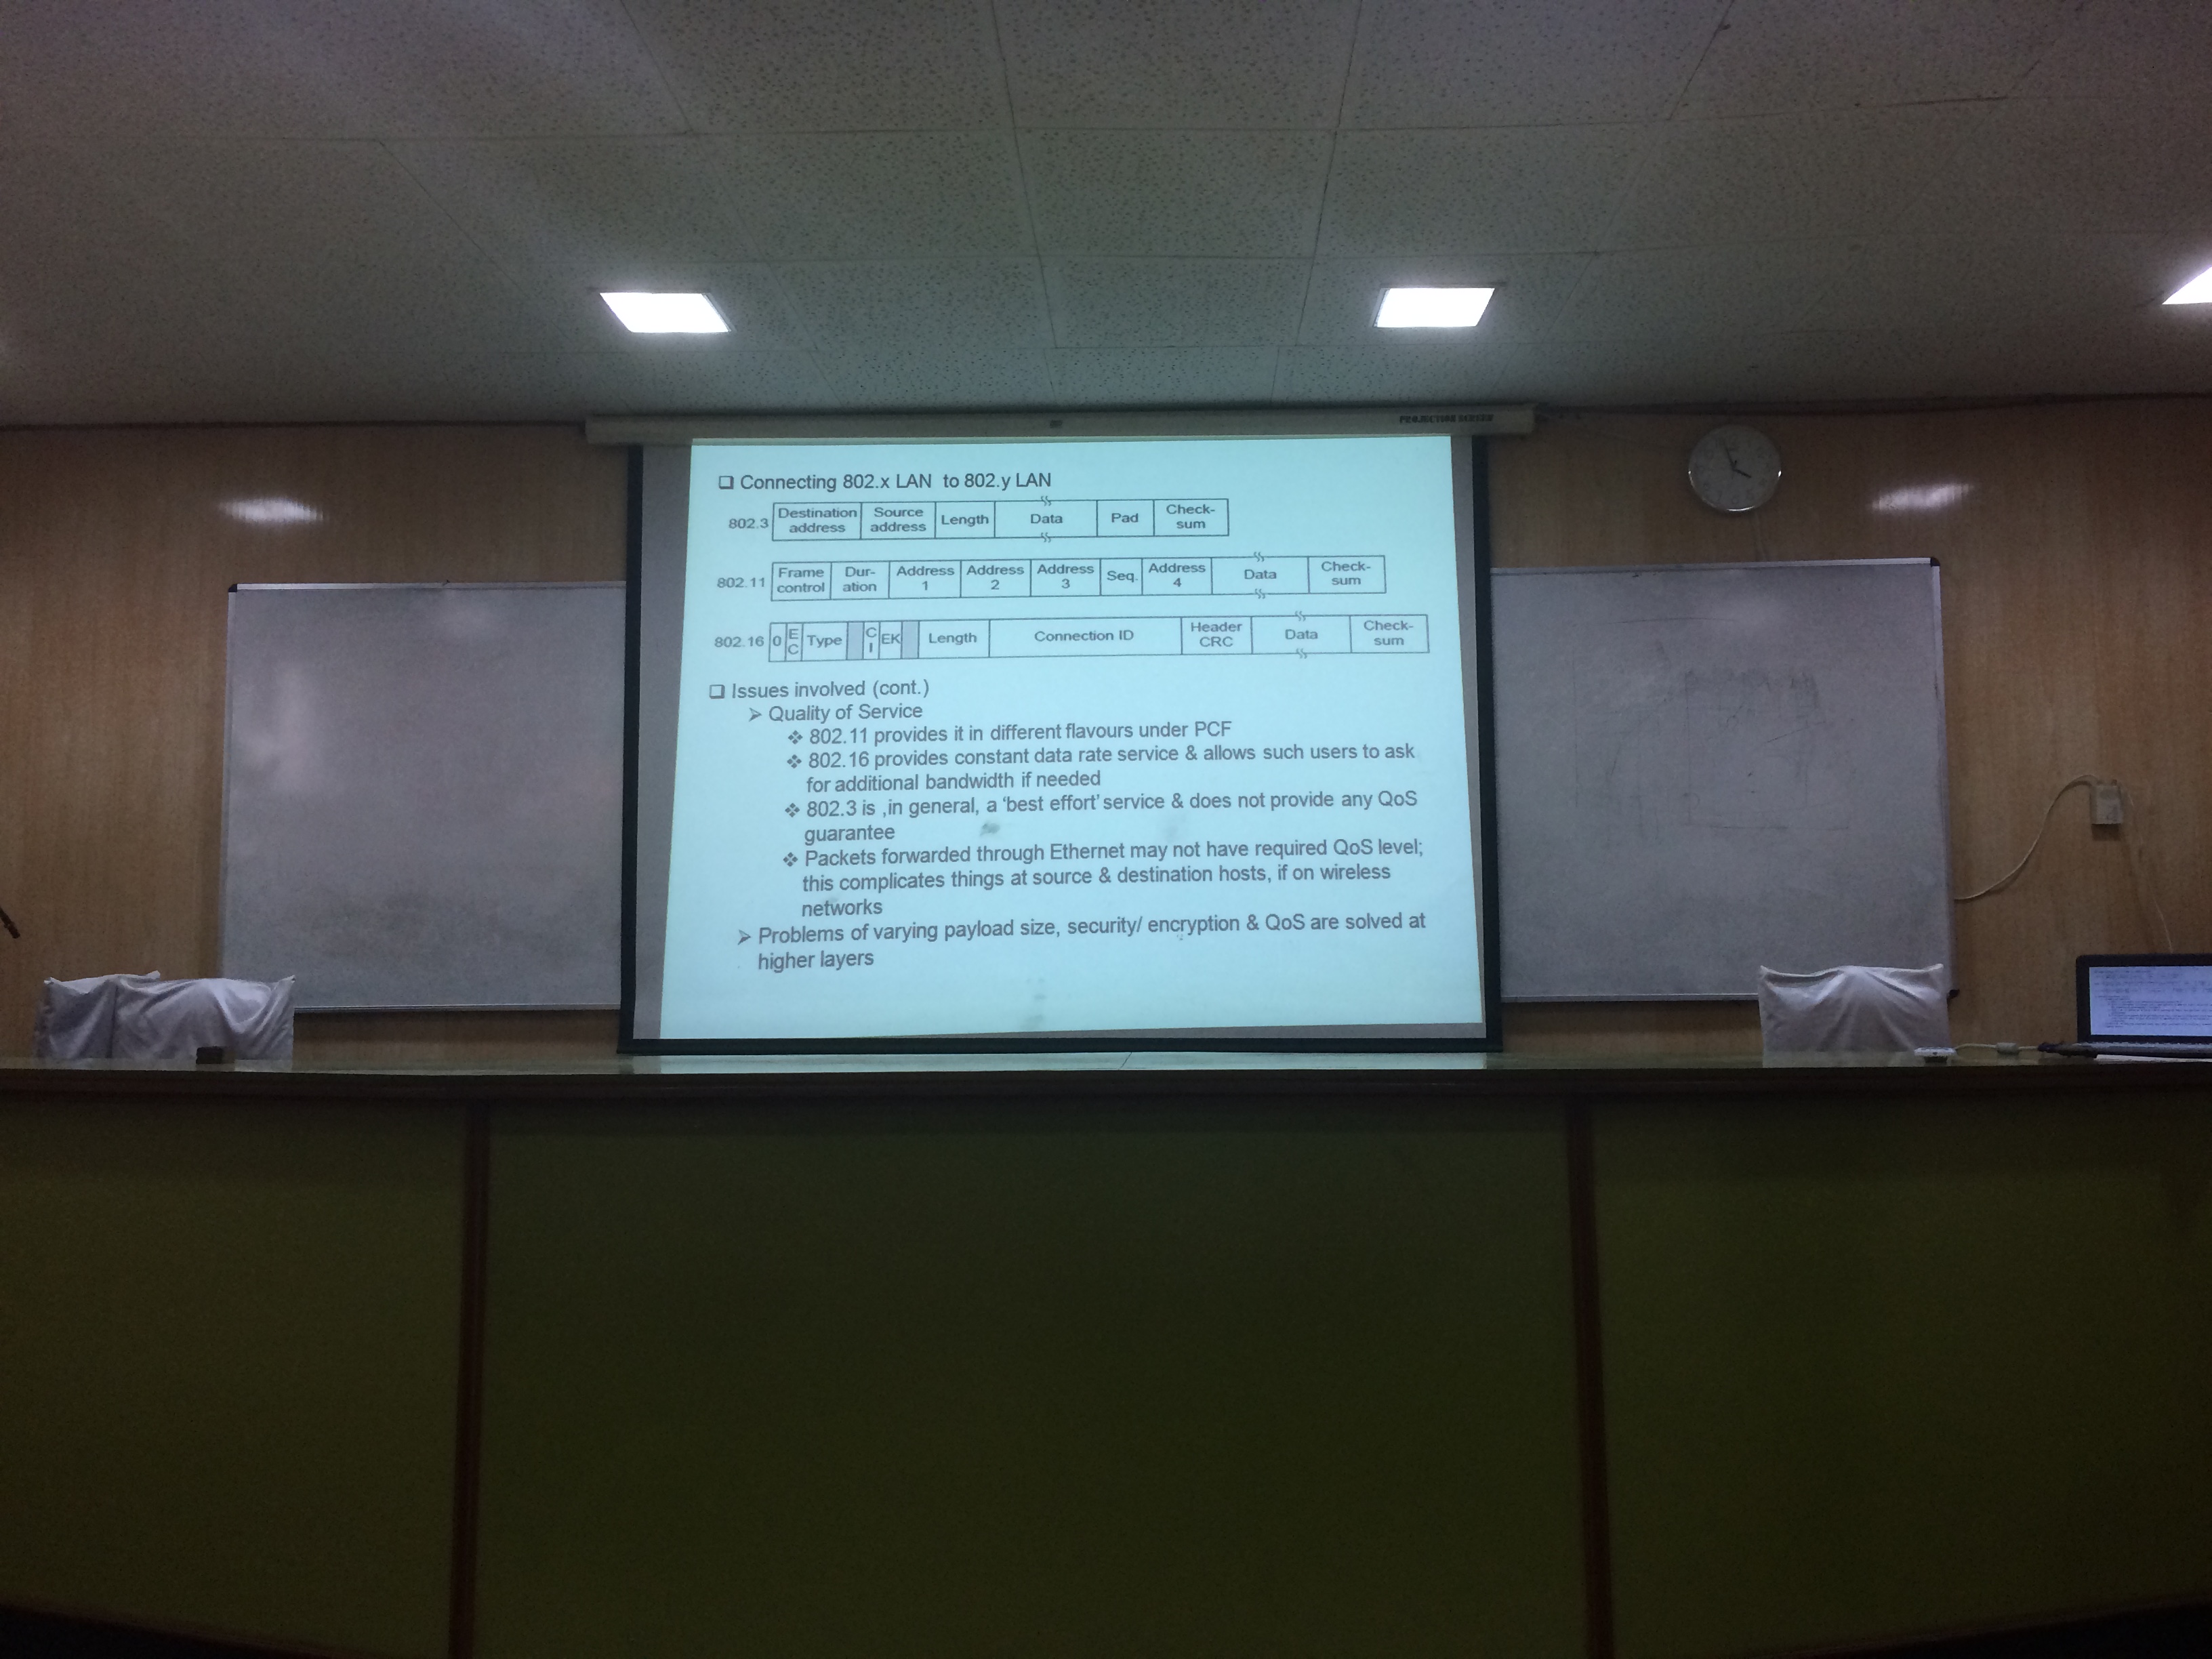 PROJECTION SCREEN
❑ Connecting 802.x LAN to 802.y LAN
802.3 Destination address Source address Length Data Pad Check-sum
802.11 Frame control Dur-ation Address 1 Address 2 Address 3 Seq. Address 4 Data Check-sum
802.16 0 EC Type CI EK Length Connection ID Header CRC Data Check-sum
❑ Issues involved (cont.)
➢ Quality of Service
❖ 802.11 provides it in different flavours under PCF
❖ 802.16 provides constant data rate service & allows such users to ask
for additional bandwidth if needed
❖ 802.3 is ,in general, a ‘best effort’ service & does not provide any QoS
guarantee
❖ Packets forwarded through Ethernet may not have required QoS level;
this complicates things at source & destination hosts, if on wireless
networks
➢ Problems of varying payload size, security/ encryption & QoS are solved at
higher layers